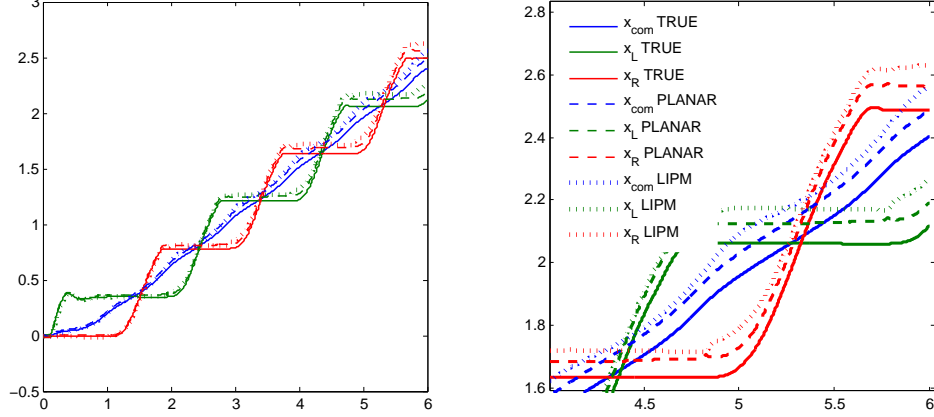 3
2.5
2
1.5
1
0.5
0
−0.5
0 1 2 3 4 5 6
2.8
2.6
2.4
2.2
2
1.8
1.6
4.5 5 5.5 6
x_com TRUE
x_L TRUE
x_R TRUE
x_com PLANAR
x_L PLANAR
x_R PLANAR
x_com LIPM
x_L LIPM
x_R LIPM